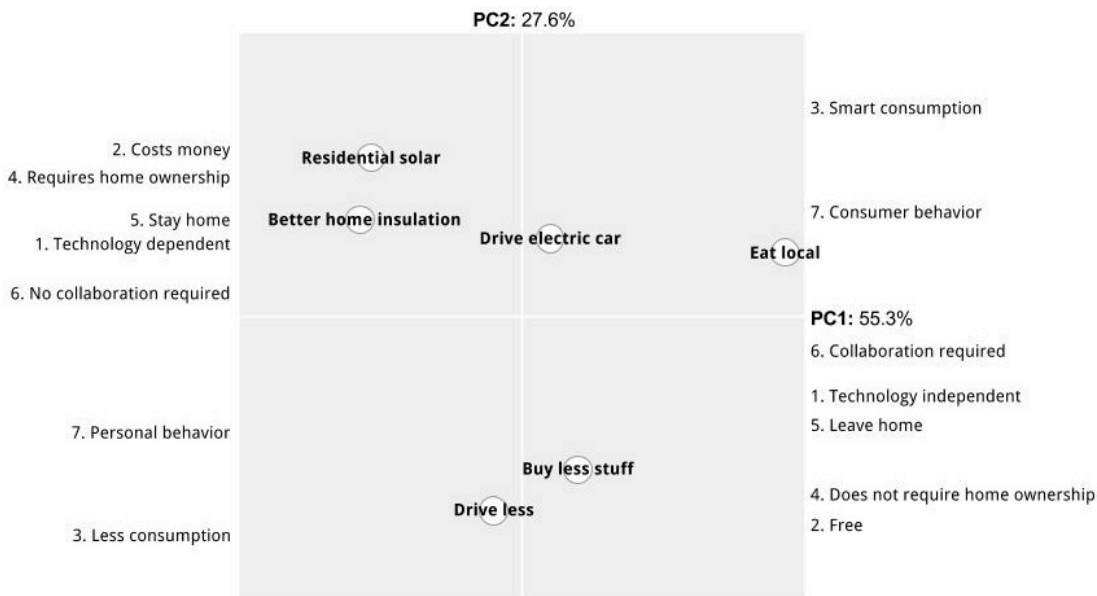 PC2: 27.6%
3. Smart consumption
2. Costs money
Residential solar
4. Requires home ownership
7. Consumer behavior
5. Stay home
Better home insulation
Drive electric car
1. Technology dependent
Eat local
6. No collaboration required
PC1: 55.3%
6. Collaboration required
1. Technology independent
5. Leave home
7. Personal behavior
Buy less stuff
4. Does not require home ownership
Drive less
2. Free
3. Less consumption